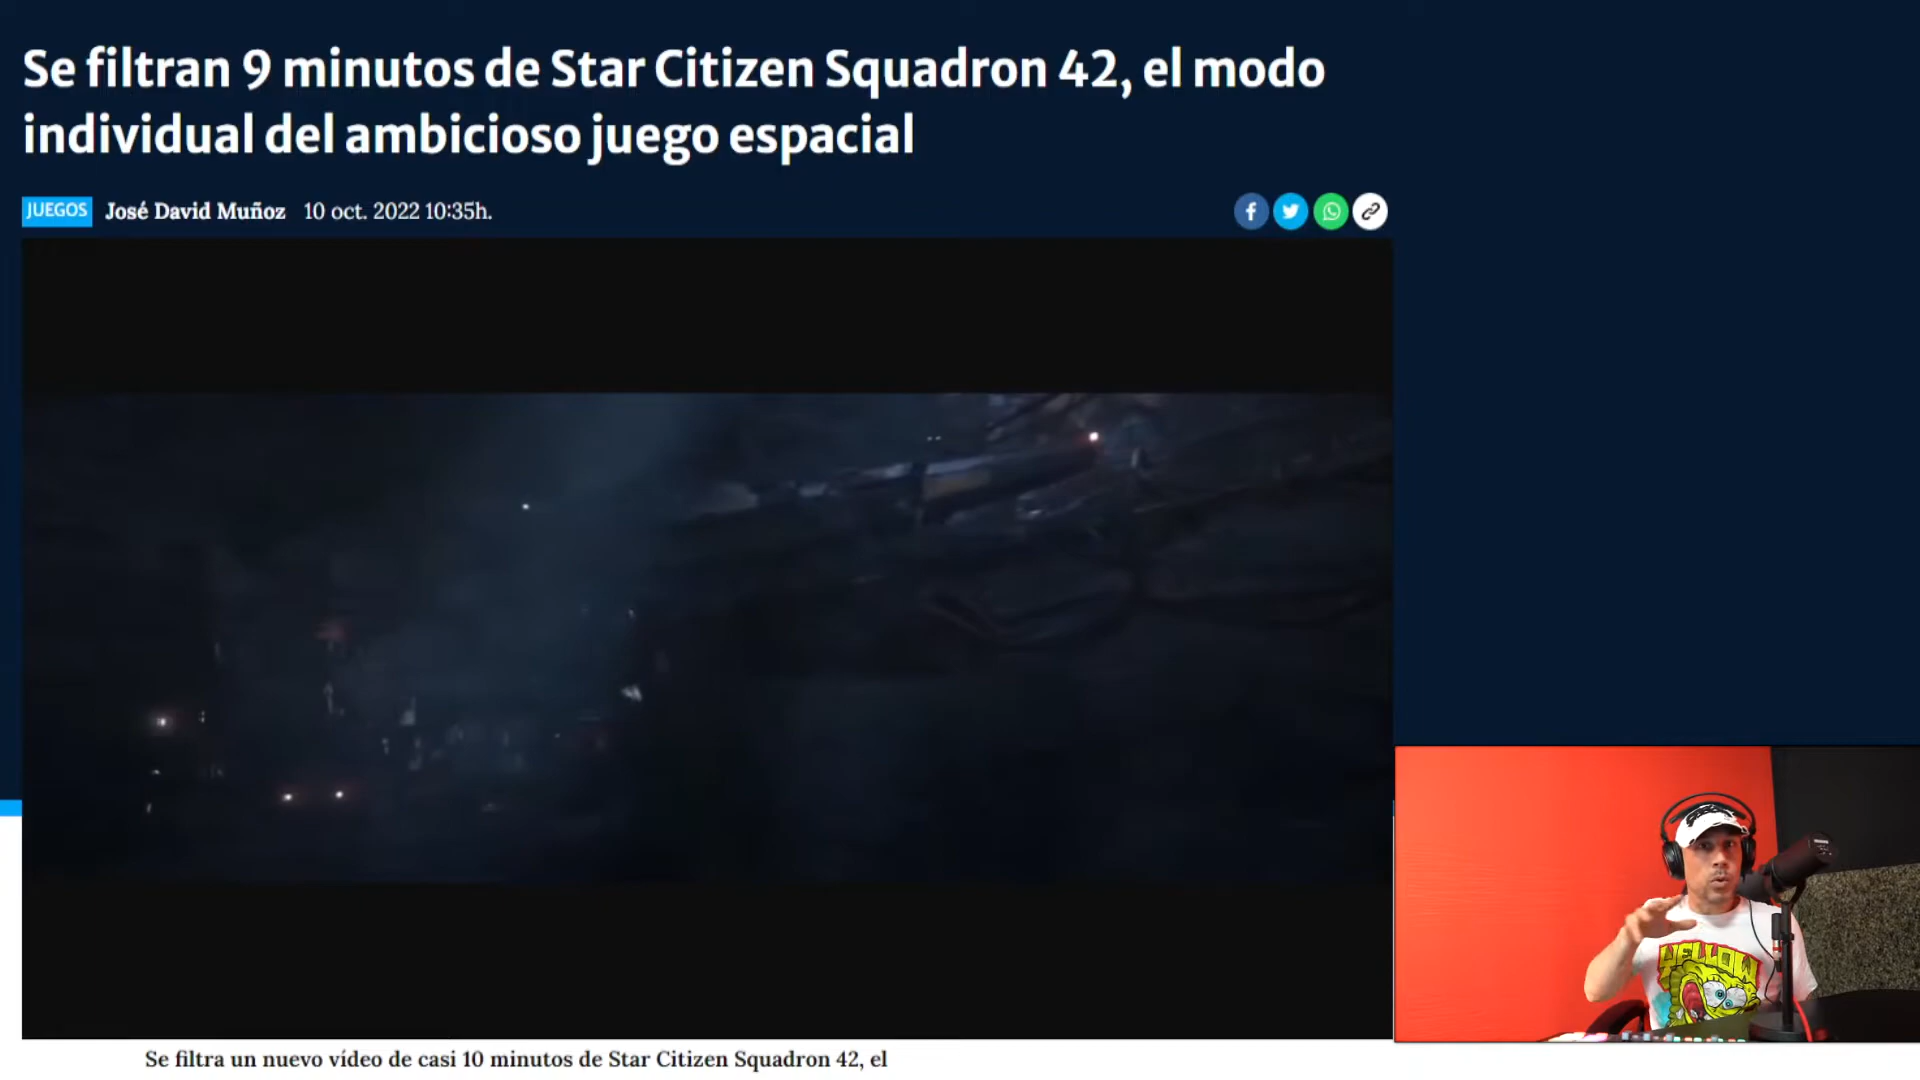 Se filtran 9 minutos de Star Citizen Squadron 42, el modo
individual del ambicioso juego espacial
JUEGOS José David Muñoz 10 oct. 2022 10:35h.
YELLOW
Se filtra un nuevo vídeo de casi 10 minutos de Star Citizen Squadron 42, el